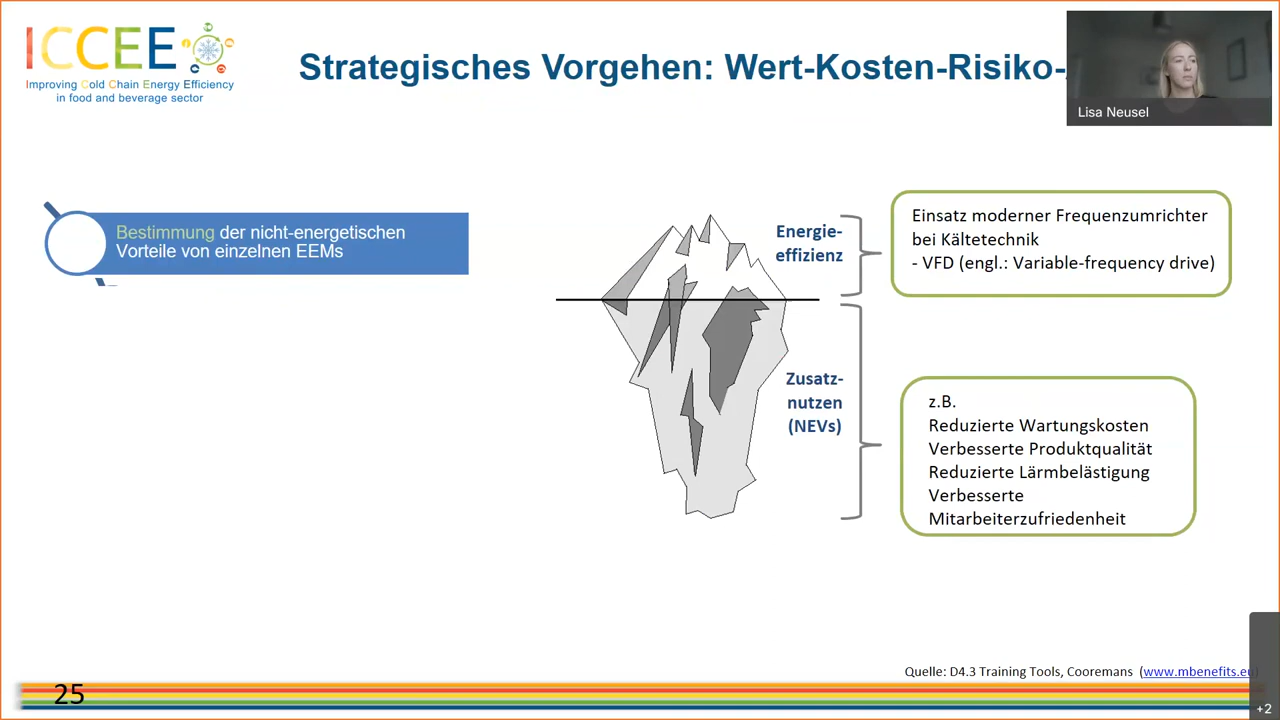 ICCEE
Improving Cold Chain Energy Efficiency
in food and beverage sector
Strategisches Vorgehen: Wert-Kosten-Risiko-
Lisa Neusel
Bestimmung der nicht-energetischen
Vorteile von einzelnen EEMs
Energie-
effizienz
Einsatz moderner Frequenzumrichter
bei Kältetechnik
- VFD (engl.: Variable-frequency drive)
Zusatz-
nutzen
(NEVs)
z.B.
Reduzierte Wartungskosten
Verbesserte Produktqualität
Reduzierte Lärmbelästigung
Verbesserte
Mitarbeiterzufriedenheit
Quelle: D4.3 Training Tools, Cooremans (www.mbenefits.eu)
25
+2